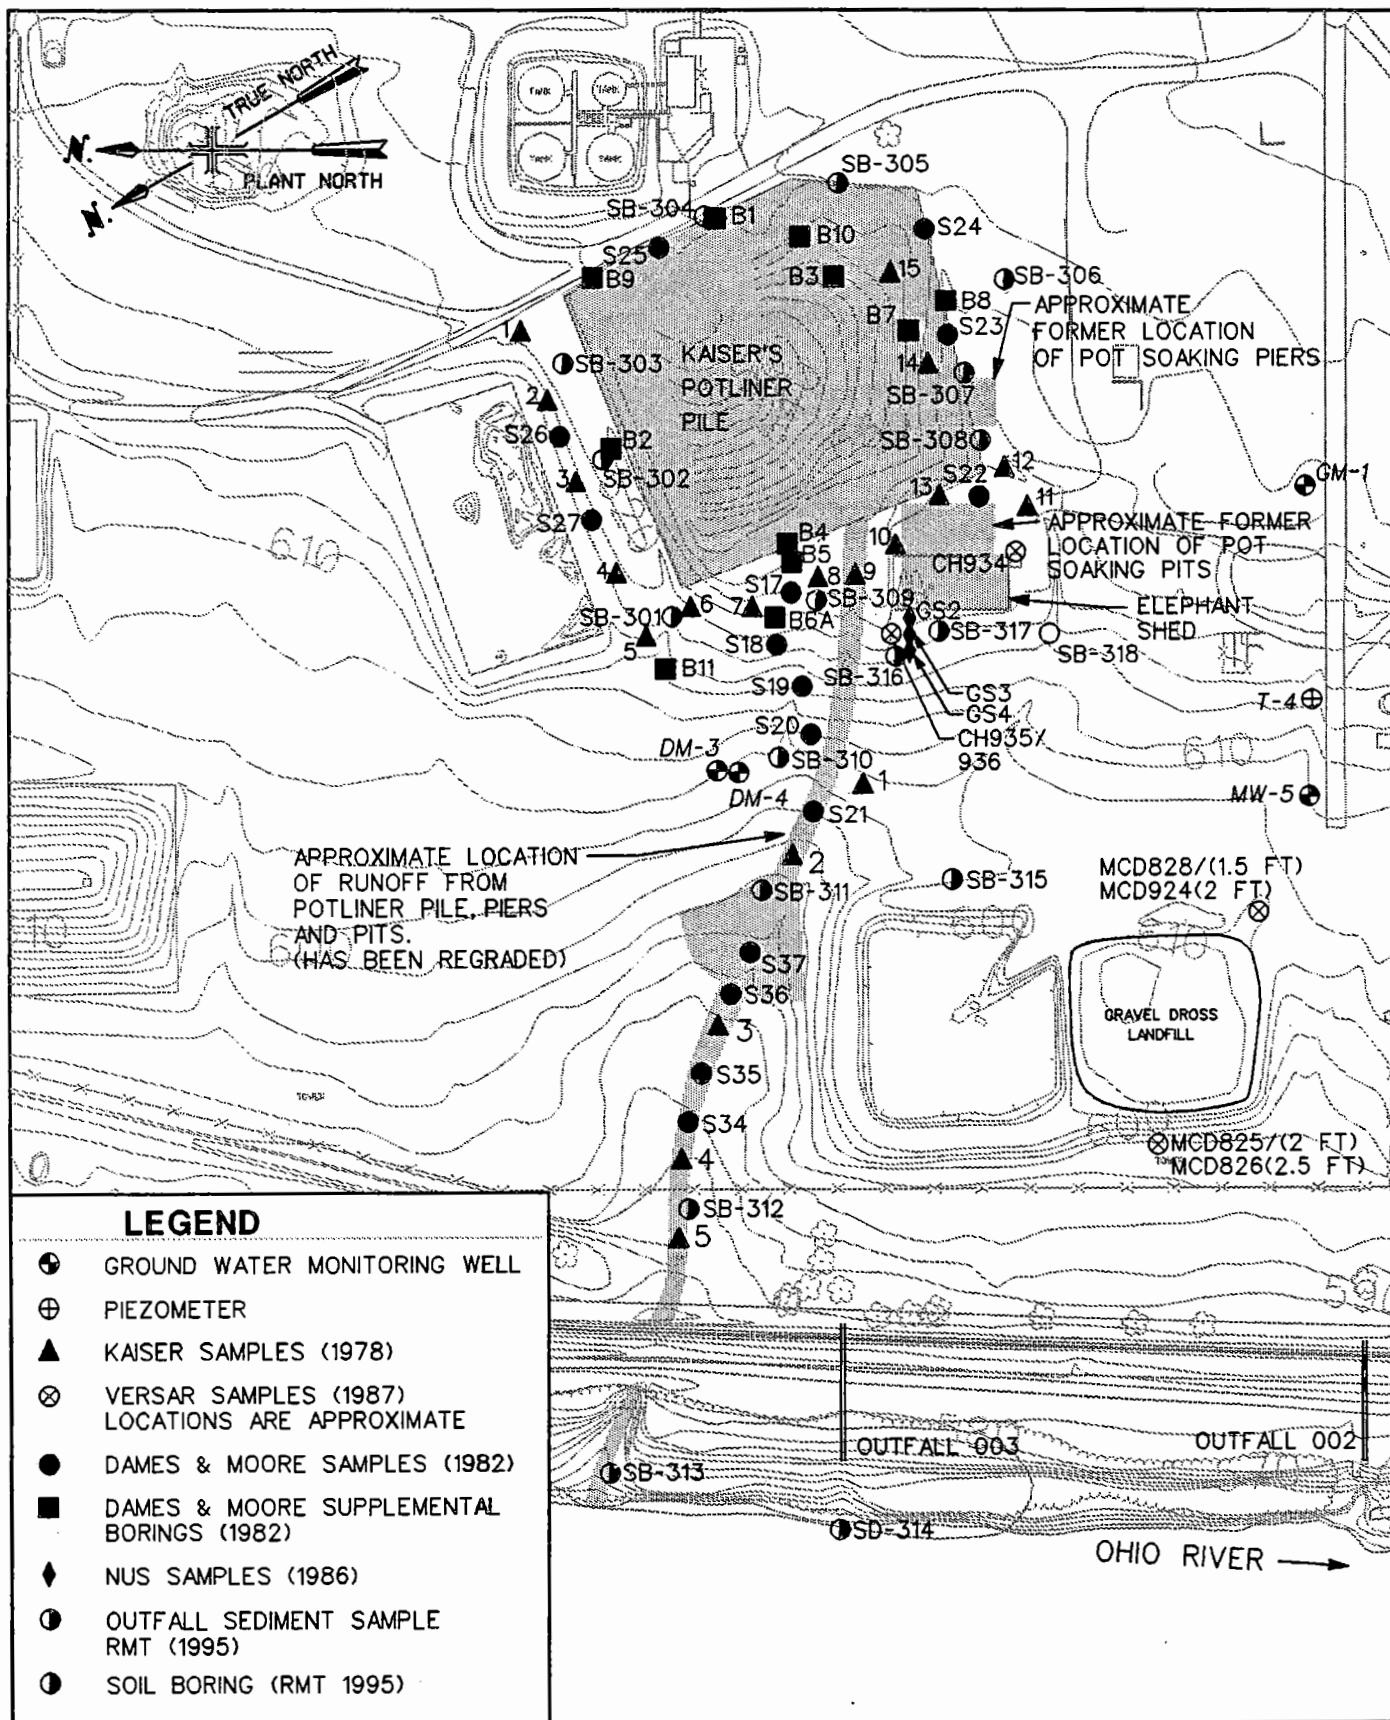 TRUE NORTH
N.
PLANT NORTH
N.
TANK
TANK
TANK
TANK
SB-305
SB-304
B1
S25
B10
S24
B9
B3
15
SB-306
1
B8
APPROXIMATE
FORMER LOCATION
OF POT SOAKING PIERS
B7
S23
SB-303
KAISER'S
POTLINER
PILE
14
SB-307
2
S26
B2
SB-308
SB-302
3
S22
12
13
11
GM-1
S27
610
B4
B5
10
APPROXIMATE FORMER
LOCATION OF POT
SOAKING PITS
CH934
4
8
9
S17
SB-309
ELEPHANT
SHED
6
7
SB-301
B6A
GS2
SB-317
SB-318
5
S18
B11
S19
SB-316
GS3
GS4
CH935/
936
T-4
S20
DM-3
SB-310
610
DM-4
1
MW-5
S21
APPROXIMATE LOCATION
OF RUNOFF FROM
POTLINER PILE, PIERS
AND PITS.
(HAS BEEN REGRADED)
2
MCD828/(1.5 FT)
MCD924(2 FT)
SB-311
SB-315
610
S37
S36
3
GRAVEL DROSS
LANDFILL
S35
TOWER
S34
MCD825/(2 FT)
MCD826(2.5 FT)
4
0
SB-312
5
LEGEND
GROUND WATER MONITORING WELL
PIEZOMETER
KAISER SAMPLES (1978)
VERSAR SAMPLES (1987)
LOCATIONS ARE APPROXIMATE
DAMES & MOORE SAMPLES (1982)
DAMES & MOORE SUPPLEMENTAL
BORINGS (1982)
NUS SAMPLES (1986)
OUTFALL SEDIMENT SAMPLE
RMT (1995)
SOIL BORING (RMT 1995)
OUTFALL 003
OUTFALL 002
SB-313
SD-314
OHIO RIVER